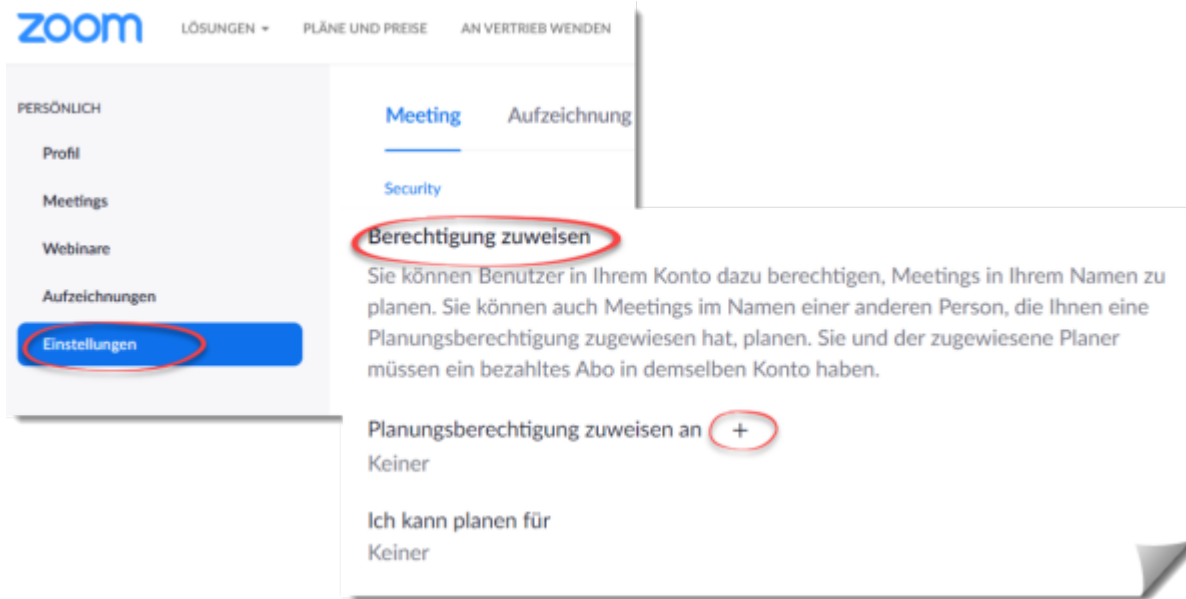 zoom LÖSUNGEN PLÄNE UND PREISE AN VERTRIEB WENDEN
PERSÖNLICH
Profil
Meetings
Webinare
Aufzeichnungen
Einstellungen
Meeting Aufzeichnung
Security
Berechtigung zuweisen
Sie können Benutzer in Ihrem Konto dazu berechtigen, Meetings in Ihrem Namen zu
planen. Sie können auch Meetings im Namen einer anderen Person, die Ihnen eine
Planungsberechtigung zugewiesen hat, planen. Sie und der zugewiesene Planer
müssen ein bezahltes Abo in demselben Konto haben.
Planungsberechtigung zuweisen an +
Keiner
Ich kann planen für
Keiner